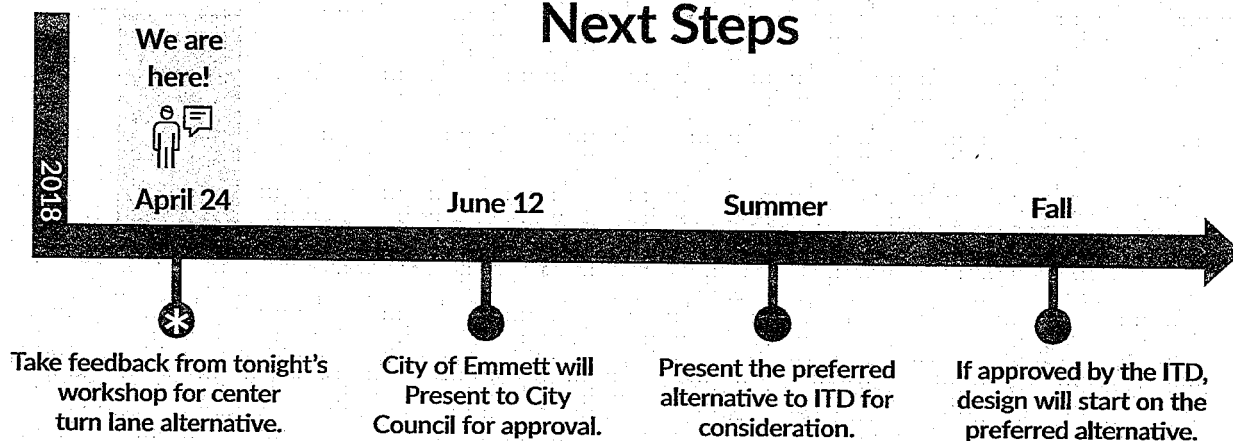 Next Steps
We are
here!
2018
April 24
June 12
Summer
Fall
Take feedback from tonight's
workshop for center
turn lane alternative.
City of Emmett will
Present to City
Council for approval.
Present the preferred
alternative to ITD for
consideration.
If approved by the ITD,
design will start on the
preferred alternative.